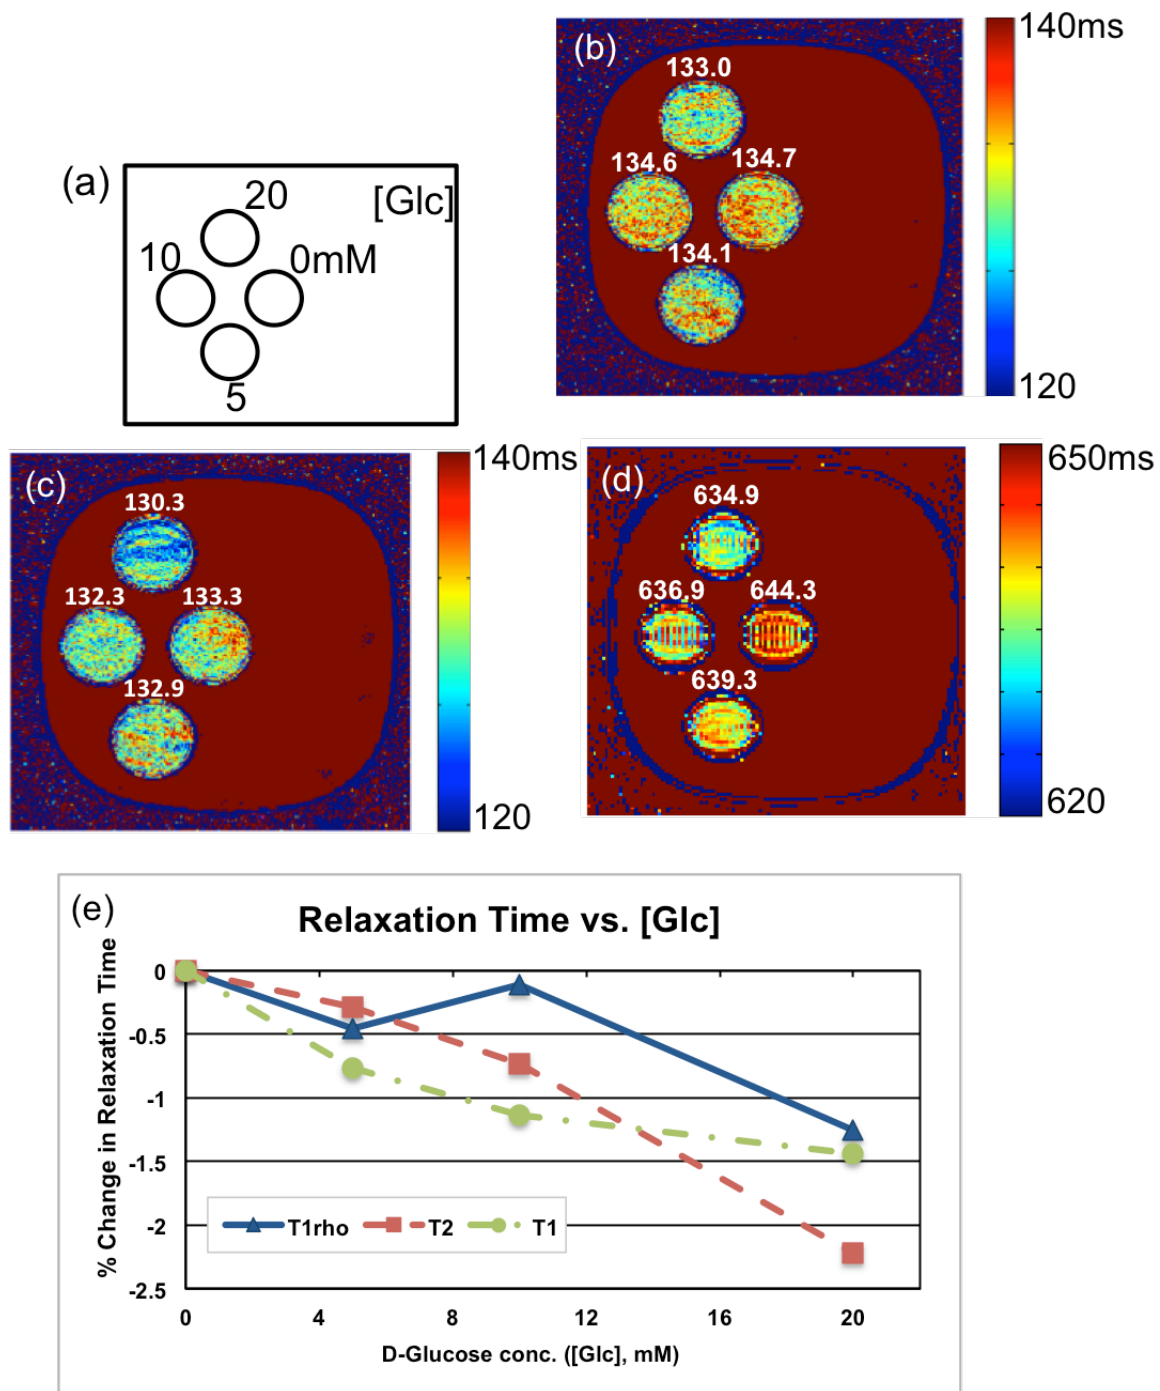 (a)
[Glc]
20
10
0mM
5
(b)
133.0
134.6
134.7
134.1
140ms
120
(c)
130.3
132.3
133.3
132.9
140ms
120
(d)
634.9
636.9
644.3
639.3
650ms
620
(e)
Relaxation Time vs. [Glc]
% Change in Relaxation Time
0
-0.5
-1
-1.5
-2
-2.5
T1rho T2 T1
0 4 8 12 16 20
D-Glucose conc. ([Glc], mM)